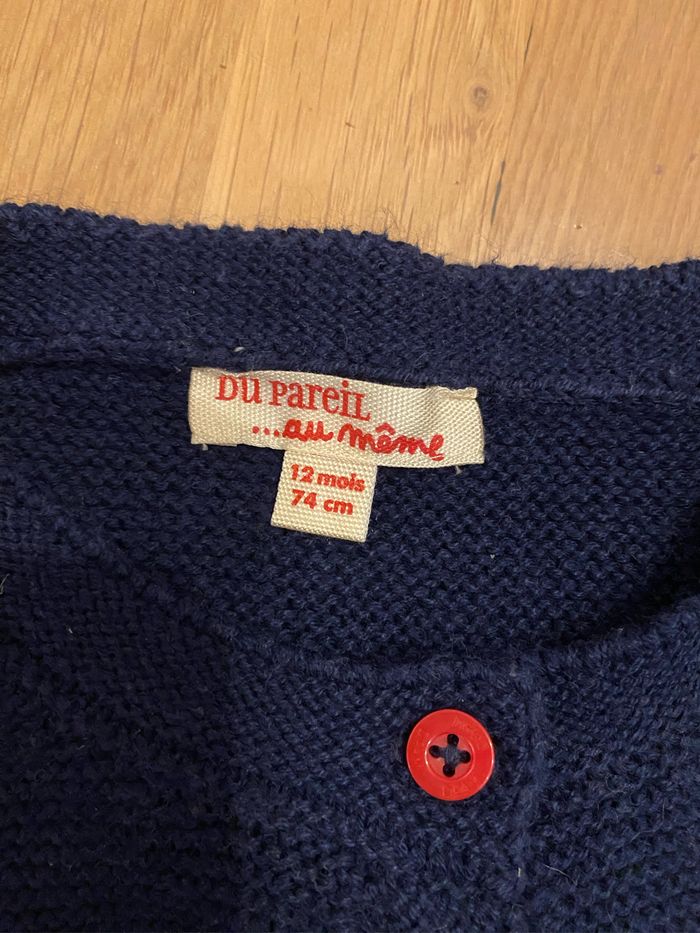 DU PAREIL
...au même
12 mois
74 cm